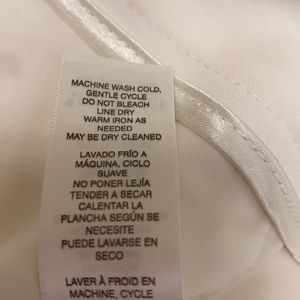 MACHINE WASH COLD,
GENTLE CYCLE
DO NOT BLEACH
LINE DRY
WARM IRON AS
NEEDED
MAY BE DRY CLEANED
LAVADO FRÍO A
MÁQUINA, CICLO
SUAVE
NO PONER LEJÍA
TENDER A SECAR
CALENTAR LA
PLANCHA SEGÚN SE
NECESITE
PUEDE LAVARSE EN
SECO
LAVER À FROID EN
MACHINE, CYCLE